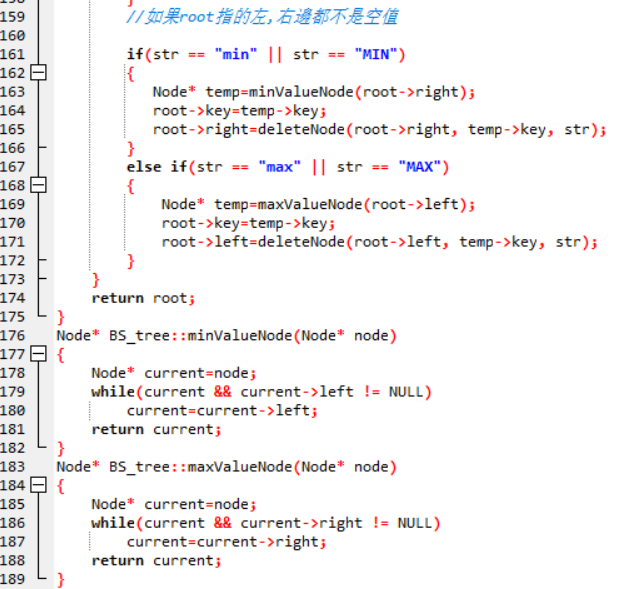 159 //如果root指的左,右邊都不是空值
160
161 if(str == "min" || str == "MIN")
162 {
163 Node* temp=minValueNode(root->right);
164 root->key=temp->key;
165 root->right=deleteNode(root->right, temp->key, str);
166 }
167 else if(str == "max" || str == "MAX")
168 {
169 Node* temp=maxValueNode(root->left);
170 root->key=temp->key;
171 root->left=deleteNode(root->left, temp->key, str);
172 }
173 }
174 return root;
175 }
176 Node* BS_tree::minValueNode(Node* node)
177 {
178 Node* current=node;
179 while(current && current->left != NULL)
180 current=current->left;
181 return current;
182 }
183 Node* BS_tree::maxValueNode(Node* node)
184 {
185 Node* current=node;
186 while(current && current->right != NULL)
187 current=current->right;
188 return current;
189 }